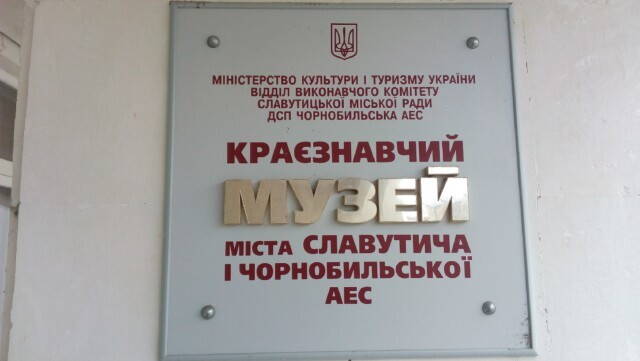 МІНІСТЕРСТВО КУЛЬТУРИ І ТУРИЗМУ УКРАЇНИ
ВІДДІЛ ВИКОНАВЧОГО КОМІТЕТУ
СЛАВУТИЦЬКОЇ МІСЬКОЇ РАДИ
ДСП ЧОРНОБИЛЬСЬКА АЕС
КРАЄЗНАВЧИЙ
МУЗЕЙ
МІСТА СЛАВУТИЧА
І ЧОРНОБИЛЬСЬКОЇ
АЕС